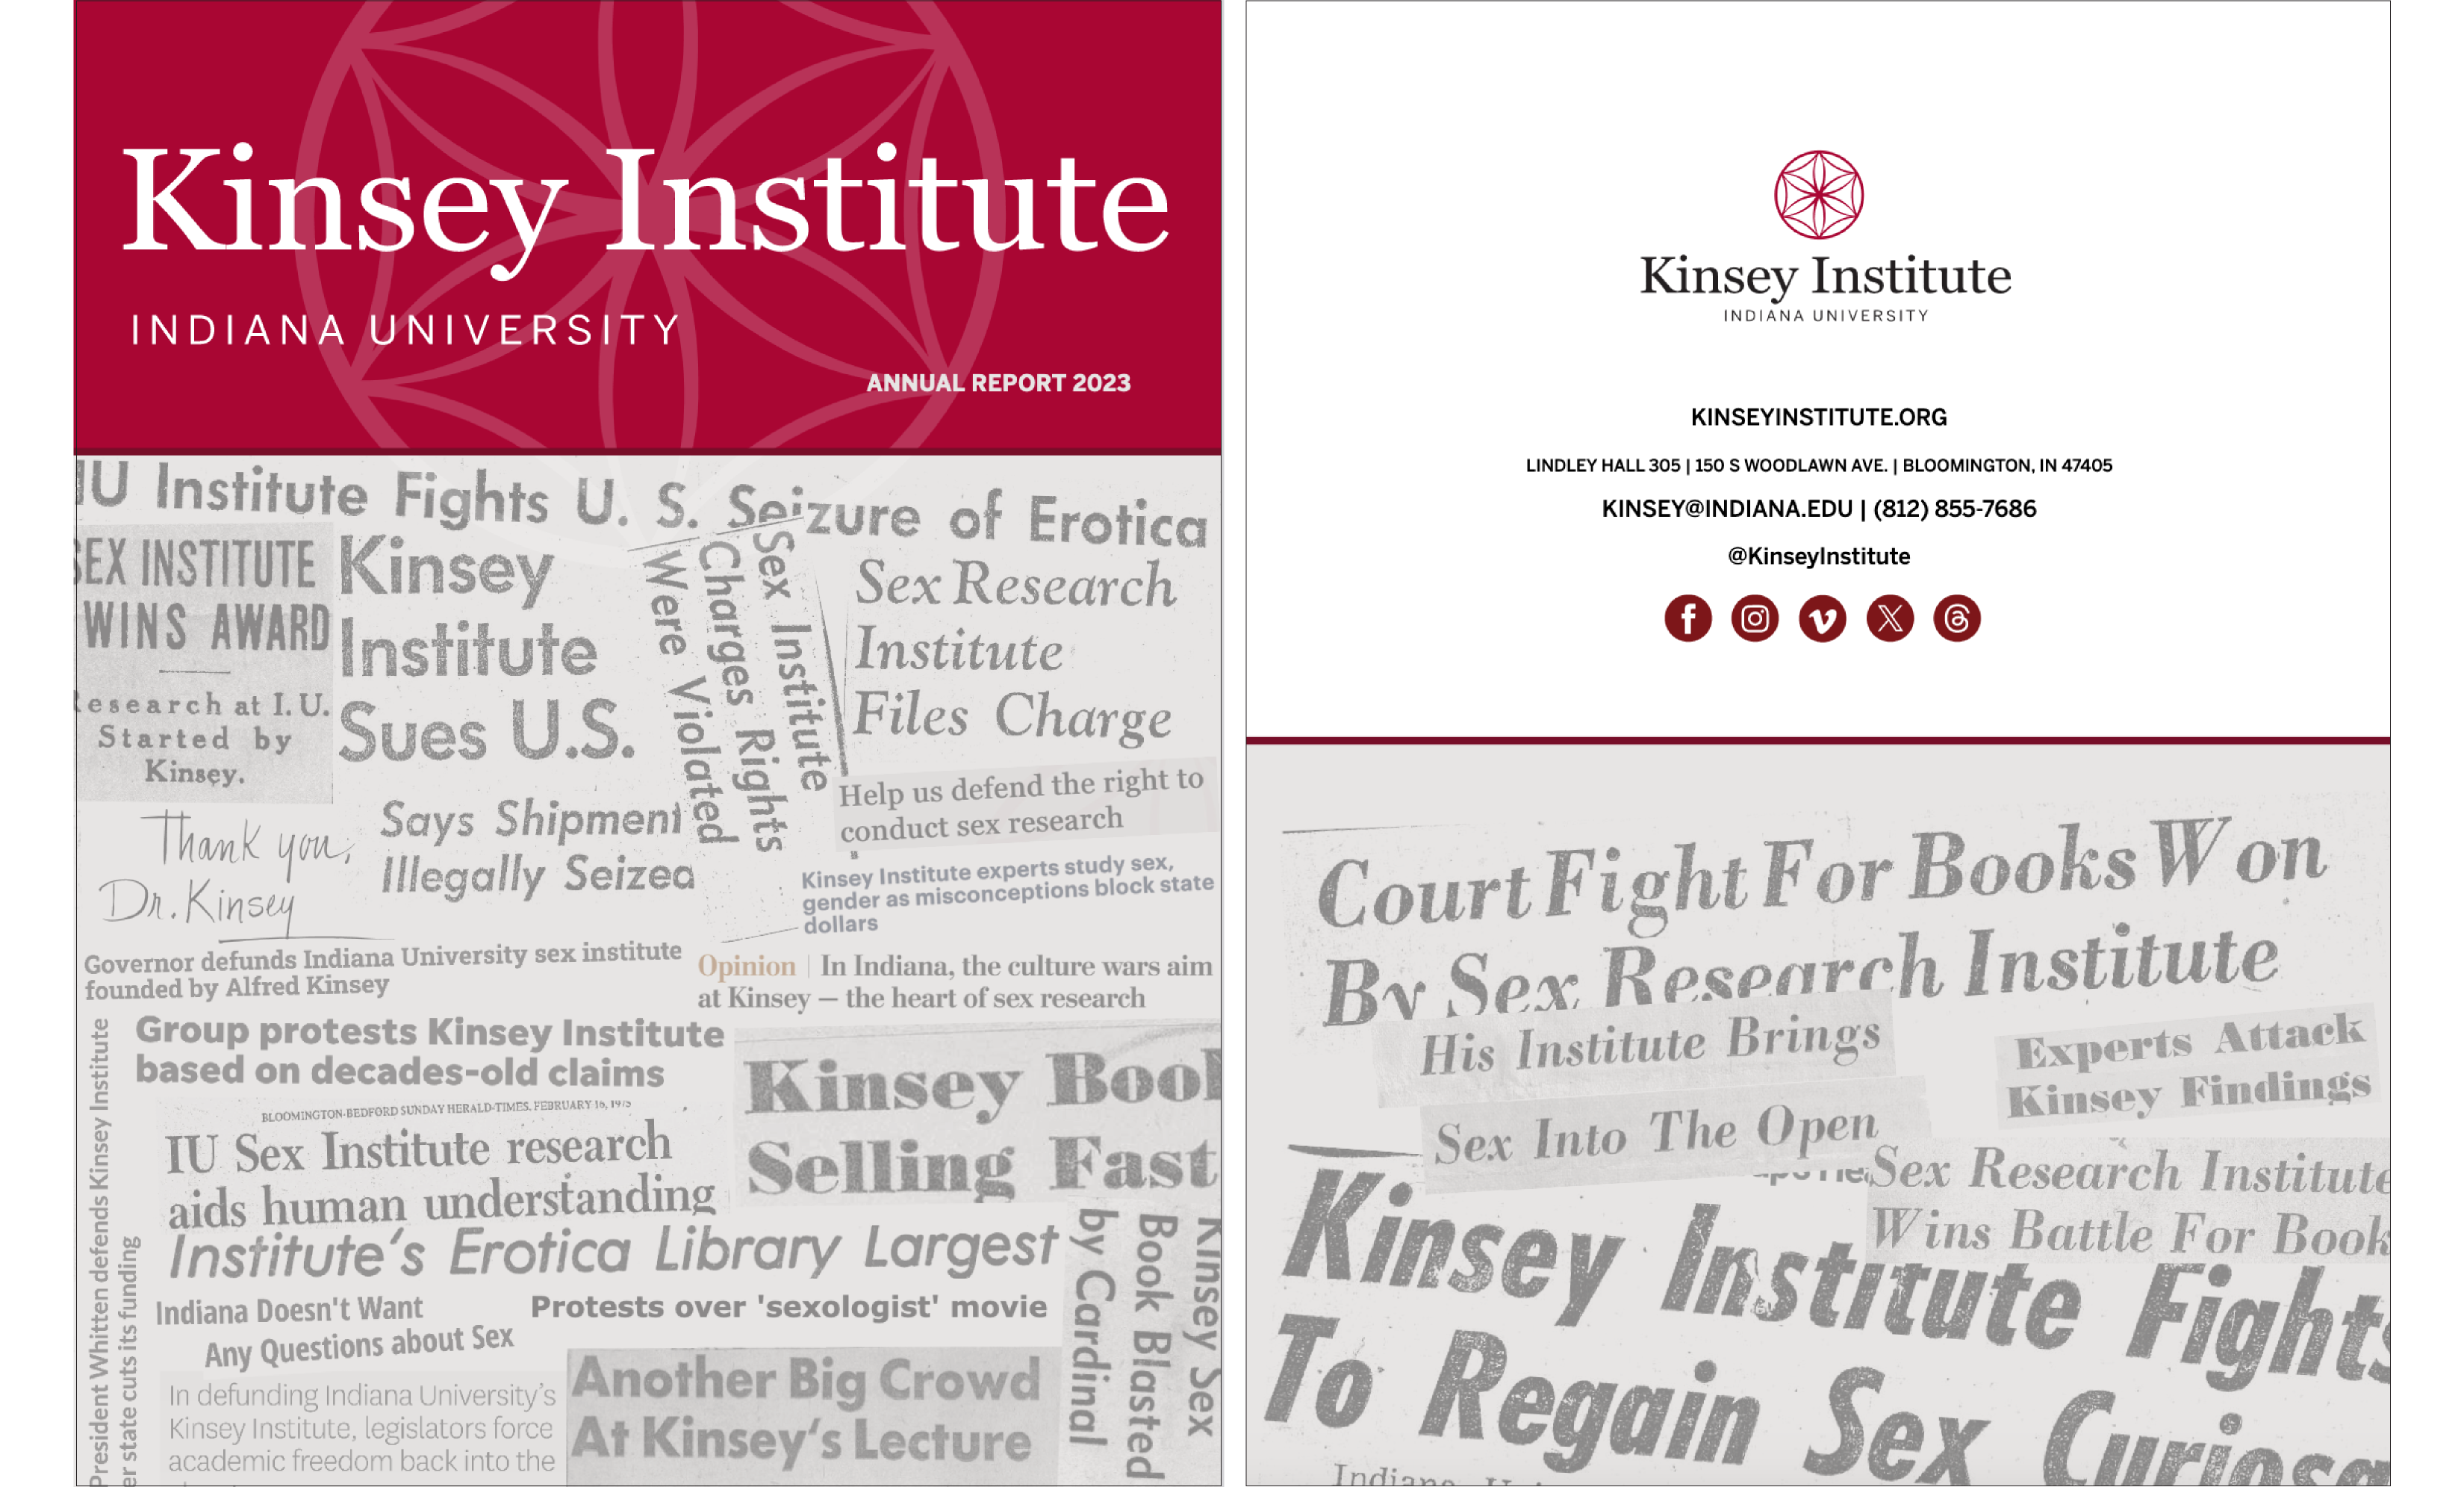 Kinsey Institute
INDIANA UNIVERSITY
ANNUAL REPORT 2023
IU Institute Fights U. S. Seizure of Erotica
SEX INSTITUTE
WINS AWARD
Research at I. U.
Started by
Kinsey.
Kinsey
Institute
Sues U.S.
Sex Institute
Charges Rights
Were Violated
Sex Research
Institute
Files Charge
Help us defend the right to
conduct sex research
Thank you,
Dr. Kinsey
Says Shipment
Illegally Seized
Kinsey Institute experts study sex,
gender as misconceptions block state
dollars
Governor defunds Indiana University sex institute
founded by Alfred Kinsey
Opinion | In Indiana, the culture wars aim
at Kinsey — the heart of sex research
President Whitten defends Kinsey Institute
er state cuts its funding
Group protests Kinsey Institute
based on decades-old claims
BLOOMINGTON-BEDFORD SUNDAY HERALD-TIMES, FEBRUARY 16, 1975
IU Sex Institute research
aids human understanding
Kinsey Book
Selling Fast
Institute's Erotica Library Largest
Kinsey Sex
Book Blasted
by Cardinal
Indiana Doesn't Want
Any Questions about Sex
Protests over 'sexologist' movie
In defunding Indiana University's
Kinsey Institute, legislators force
academic freedom back into the
Another Big Crowd
At Kinsey's Lecture
Kinsey Institute
INDIANA UNIVERSITY
KINSEYINSTITUTE.ORG
LINDLEY HALL 305 | 150 S WOODLAWN AVE. | BLOOMINGTON, IN 47405
KINSEY@INDIANA.EDU | (812) 855-7686
@KinseyInstitute
Court Fight For Books Won
By Sex Research Institute
His Institute Brings
Sex Into The Open
Experts Attack
Kinsey Findings
Sex Research Institute
Wins Battle For Book
Kinsey Institute Fights
To Regain Sex Curiosa